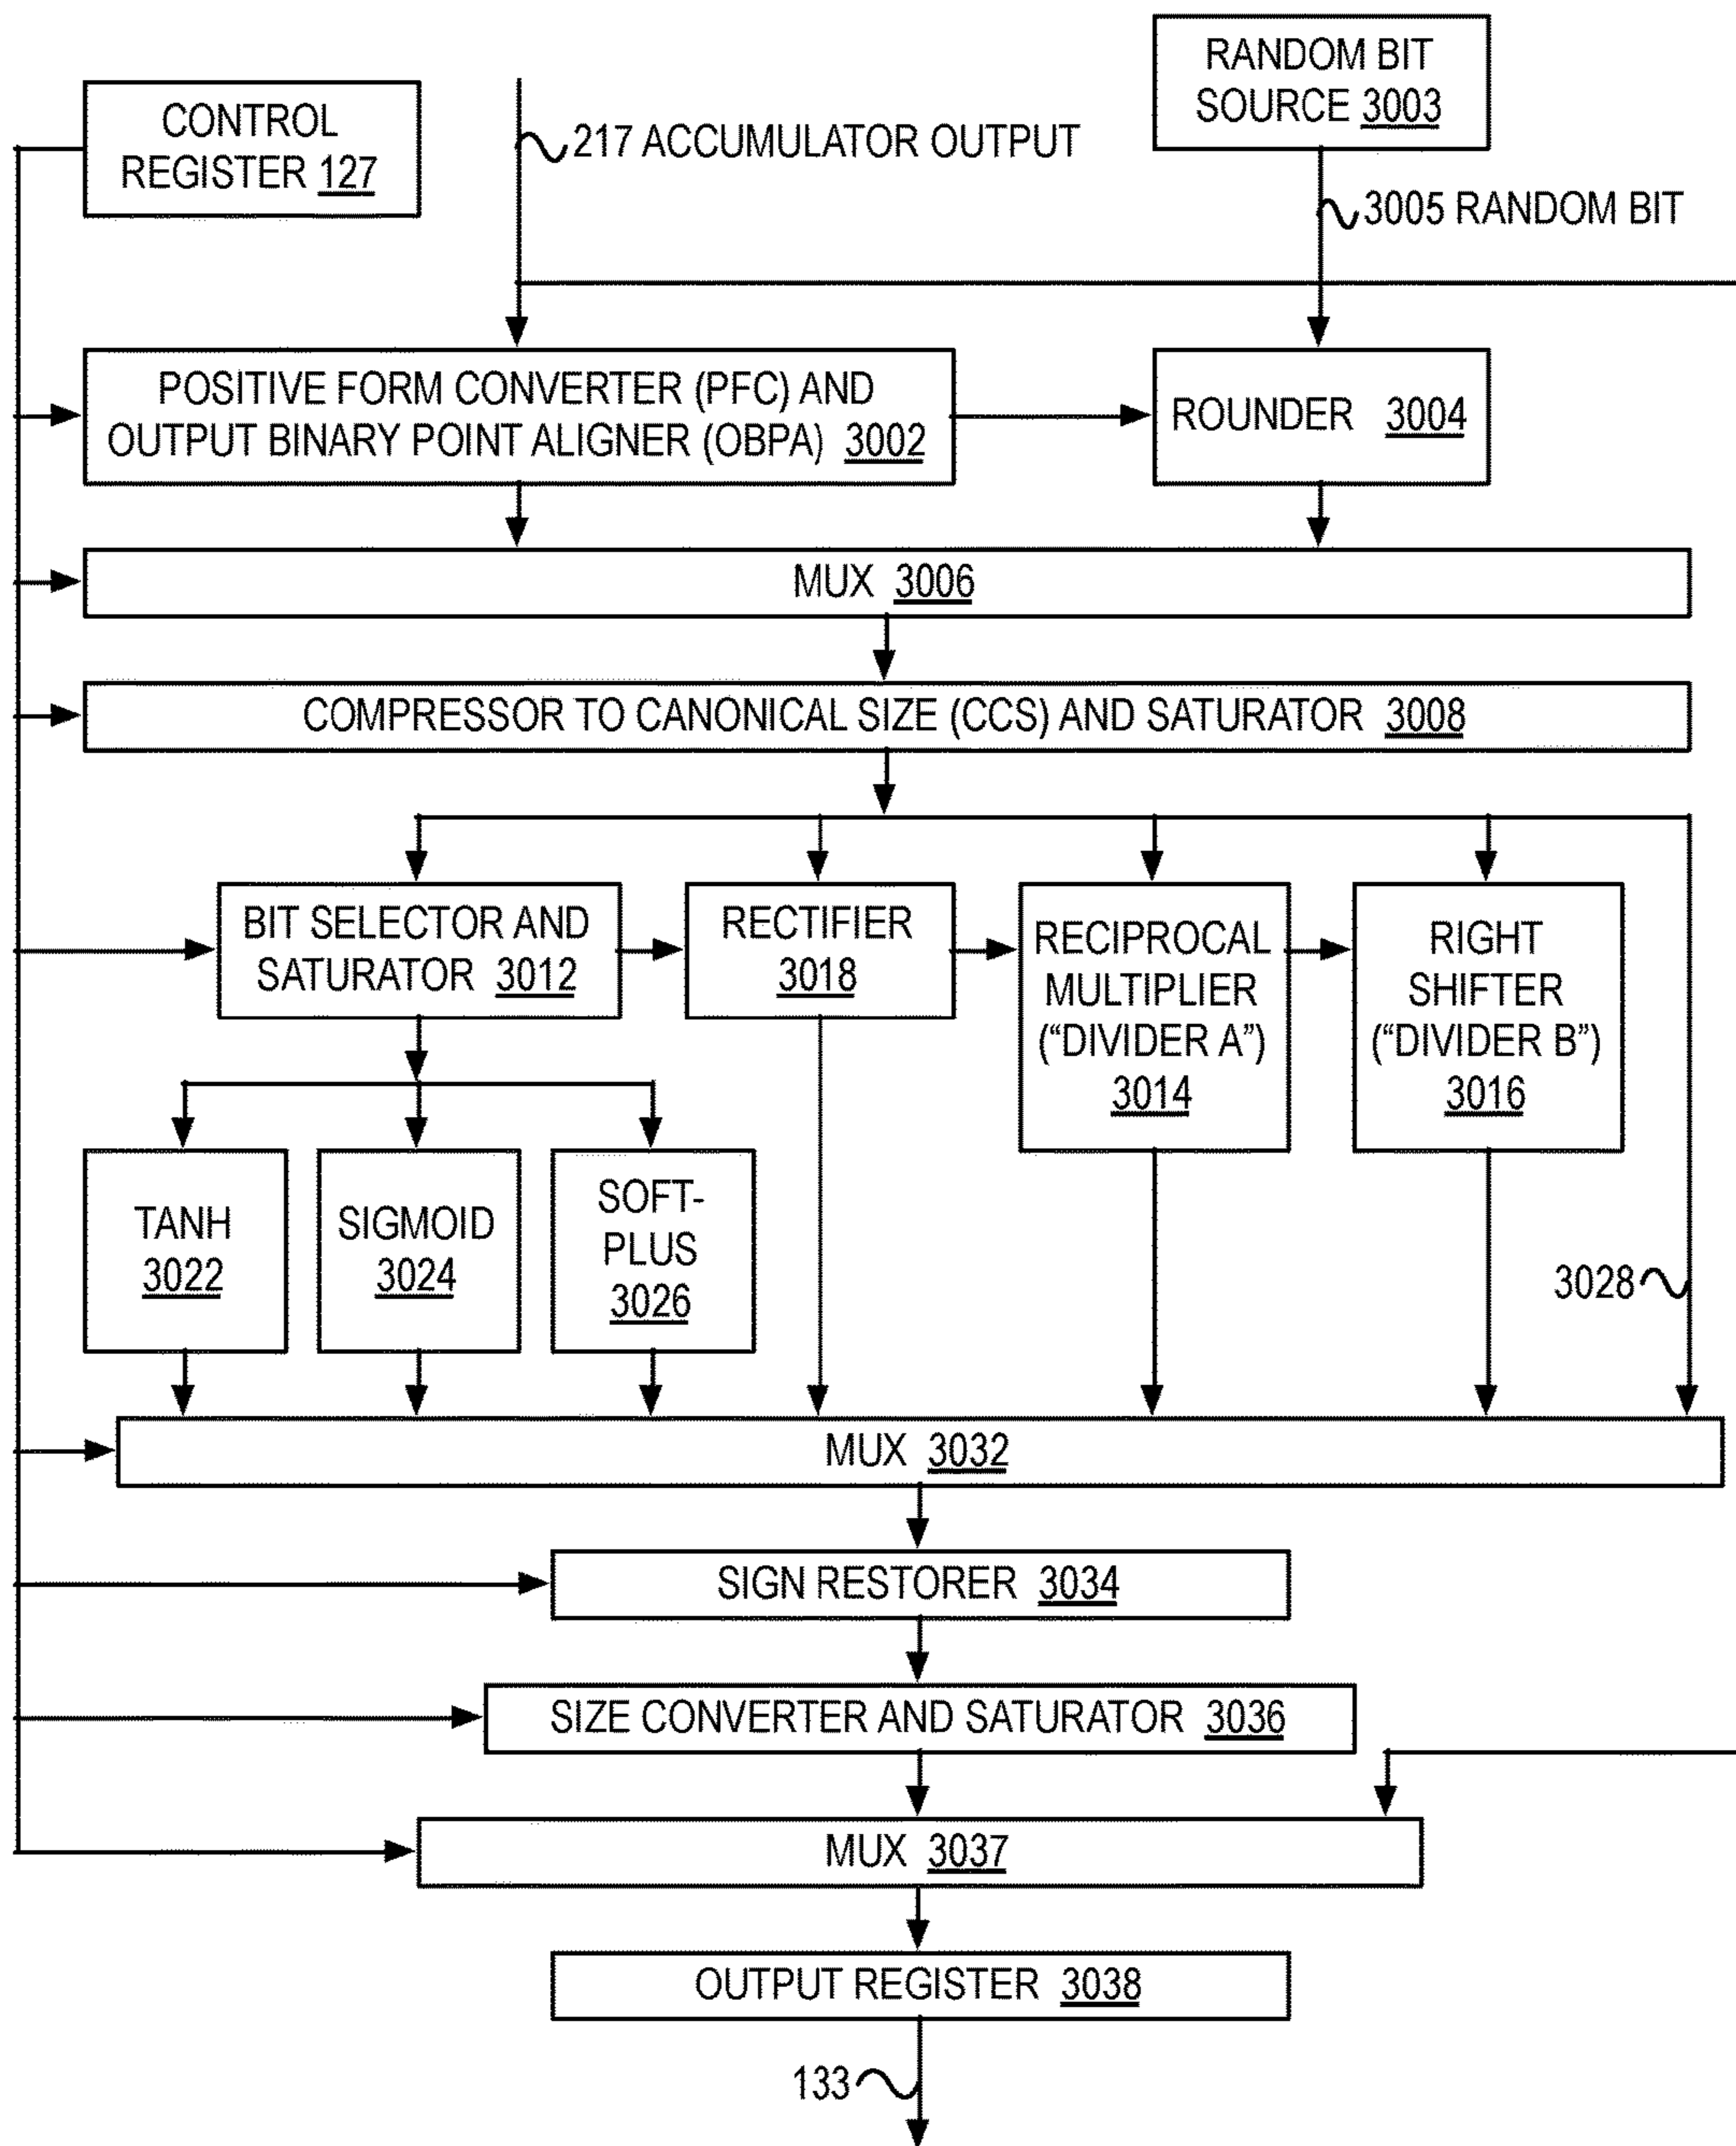 RANDOM BIT
SOURCE 3003
CONTROL
REGISTER 127
217 ACCUMULATOR OUTPUT
3005 RANDOM BIT
POSITIVE FORM CONVERTER (PFC) AND
OUTPUT BINARY POINT ALIGNER (OBPA) 3002
ROUNDER 3004
MUX 3006
COMPRESSOR TO CANONICAL SIZE (CCS) AND SATURATOR 3008
BIT SELECTOR AND
SATURATOR 3012
RECTIFIER
3018
RECIPROCAL
MULTIPLIER
(“DIVIDER A”)
3014
RIGHT
SHIFTER
(“DIVIDER B”)
3016
TANH
3022
SIGMOID
3024
SOFT-
PLUS
3026
3028
MUX 3032
SIGN RESTORER 3034
SIZE CONVERTER AND SATURATOR 3036
MUX 3037
OUTPUT REGISTER 3038
133